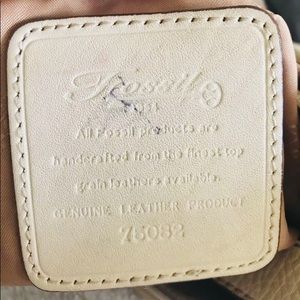 Fossil
All Fossil products are
handcrafted from the finest top
grain leathers available.
GENUINE LEATHER PRODUCT
75082